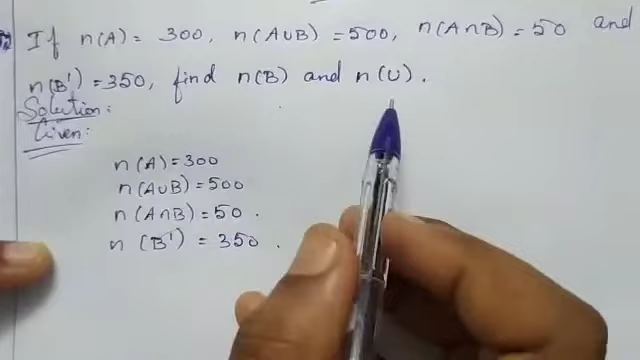 If n(A) = 300, n(A∪B) = 500, n(A∩B) = 50 and
n(B') = 350, find n(B) and n(U).
Solution:
Given:
n(A) = 300
n(A∪B) = 500
n(A∩B) = 50.
n(B') = 350.